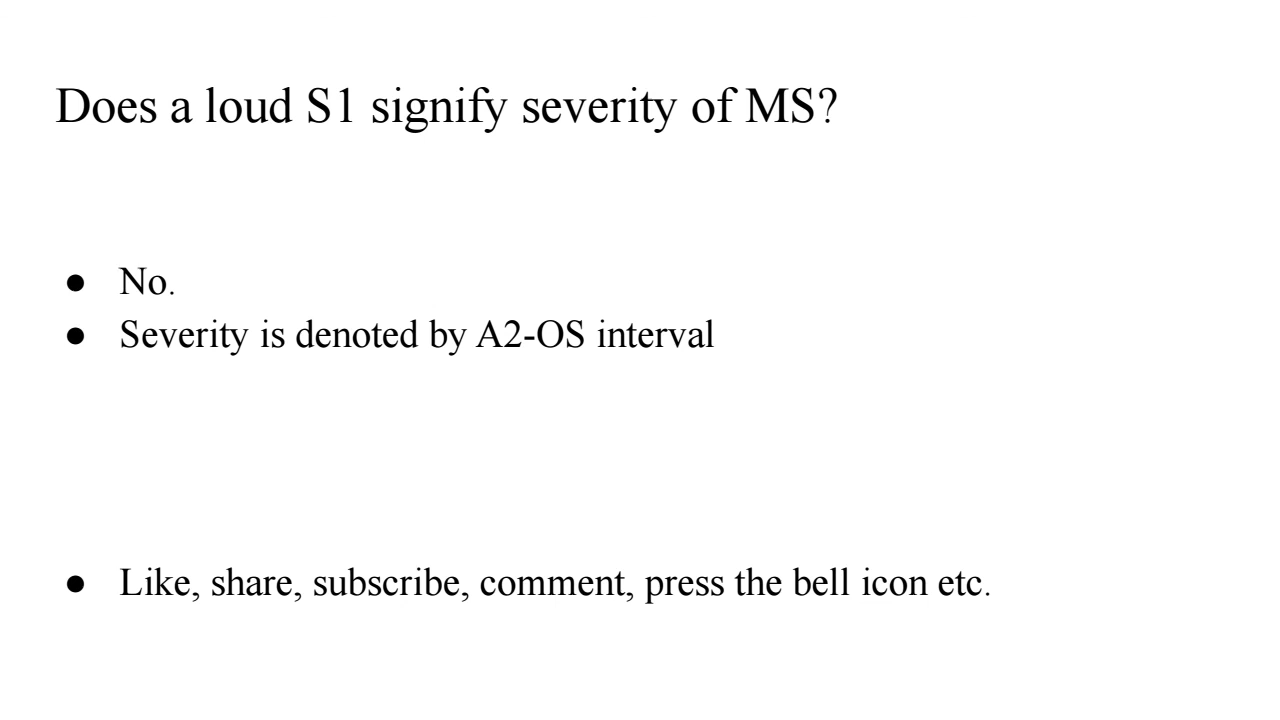 Does a loud S1 signify severity of MS?
● No.
● Severity is denoted by A2-OS interval
● Like, share, subscribe, comment, press the bell icon etc.